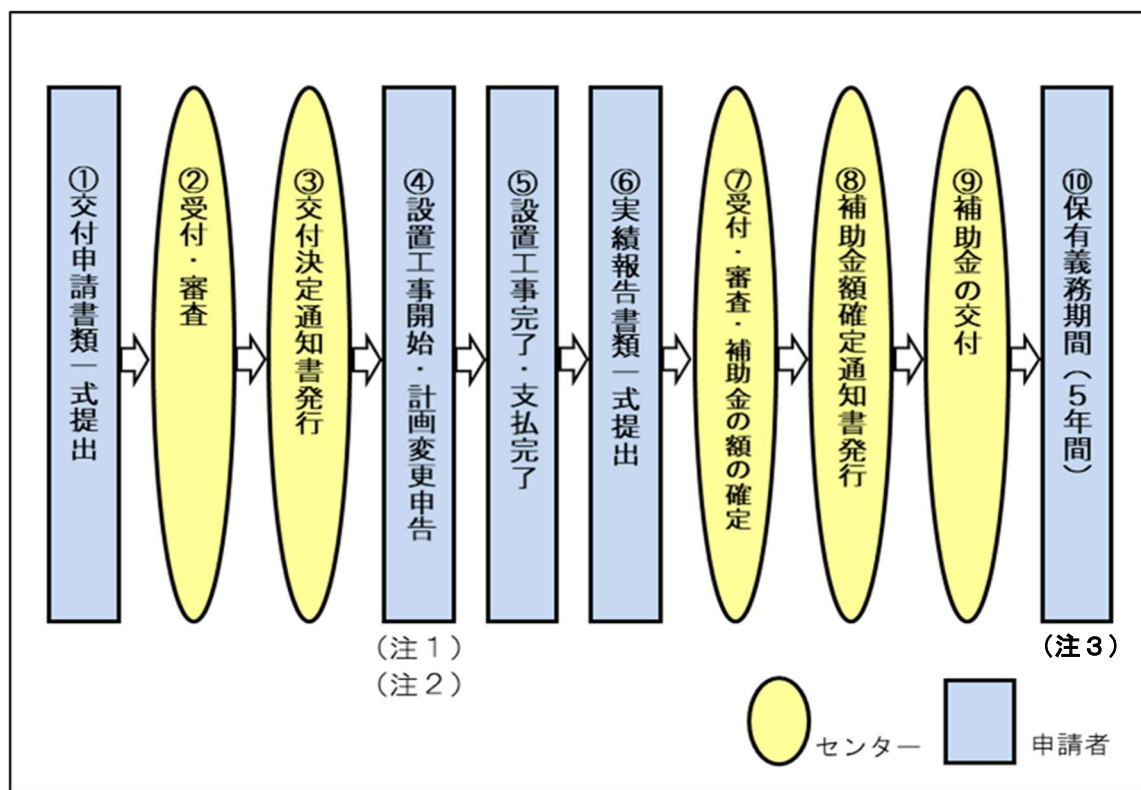 ①交付申請書類一式提出
②受付・審査
③交付決定通知書発行
④設置工事開始・計画変更申告
⑤設置工事完了・支払完了
⑥実績報告書類一式提出
⑦受付・審査・補助金の額の確定
⑧補助金額確定通知書発行
⑨補助金の交付
⑩保有義務期間（５年間）
（注１）
（注２）
（注３）
センター
申請者